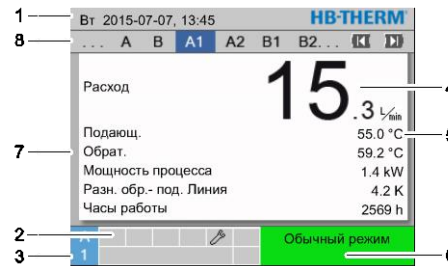 1 Вт 2015-07-07, 13:45 HB-THERM
8 ... A B A1 A2 B1 B2...
Расход 15.3 L/min
Подающ. 55.0 °C 5
7 Обрат. 59.2 °C
Мощность процесса 1.4 kW
Разн. обр.- под. Линия 4.2 K
Часы работы 2569 h
2 A Обычный режим
3 1